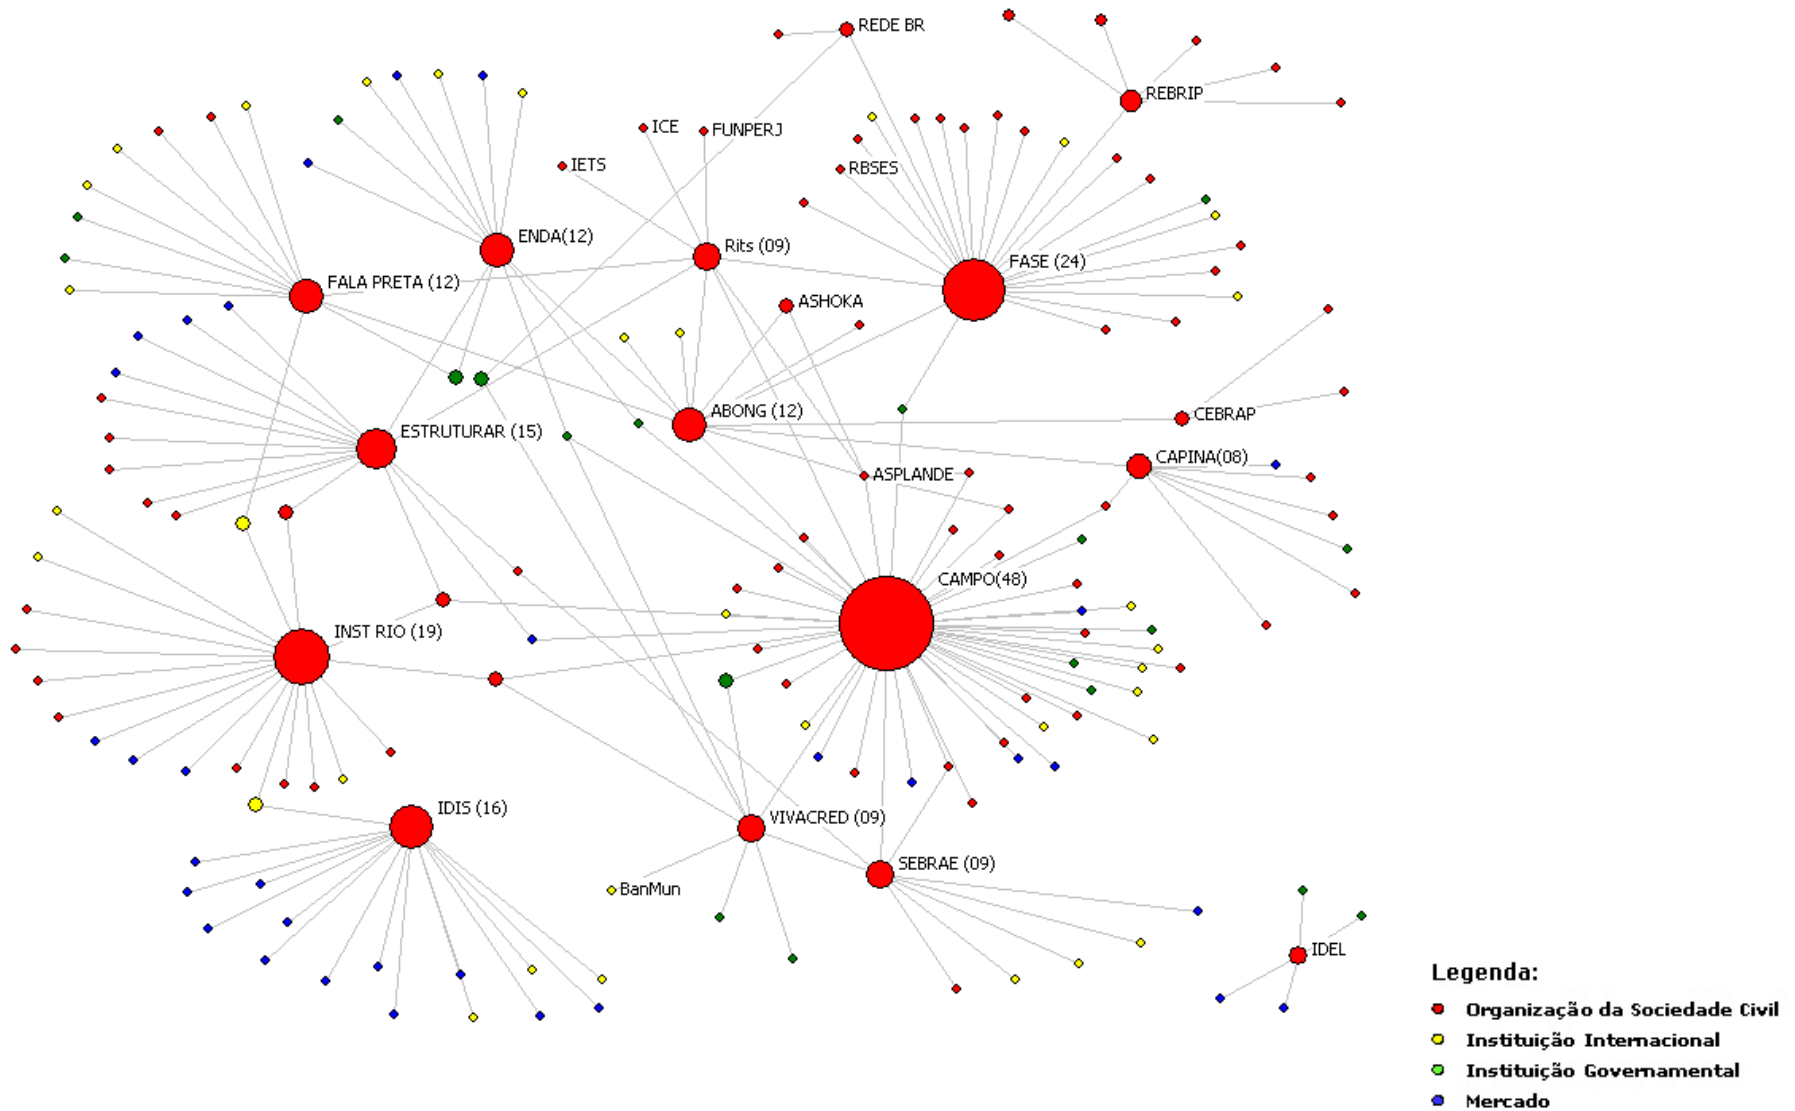 REDE BR
REBRIP
ICE
FUNPERJ
IETS
RBSES
ENDA(12)
Rits (09)
FASE (24)
FALA PRETA (12)
ASHOKA
ABONG (12)
CEBRAP
ESTRUTURAR (15)
CAPINA(08)
ASPLANDE
CAMPO(48)
INST RIO (19)
IDIS (16)
VIVACRED (09)
SEBRAE (09)
BanMun
IDEL
Legenda:
Organização da Sociedade Civil
Instituição Internacional
Instituição Governamental
Mercado